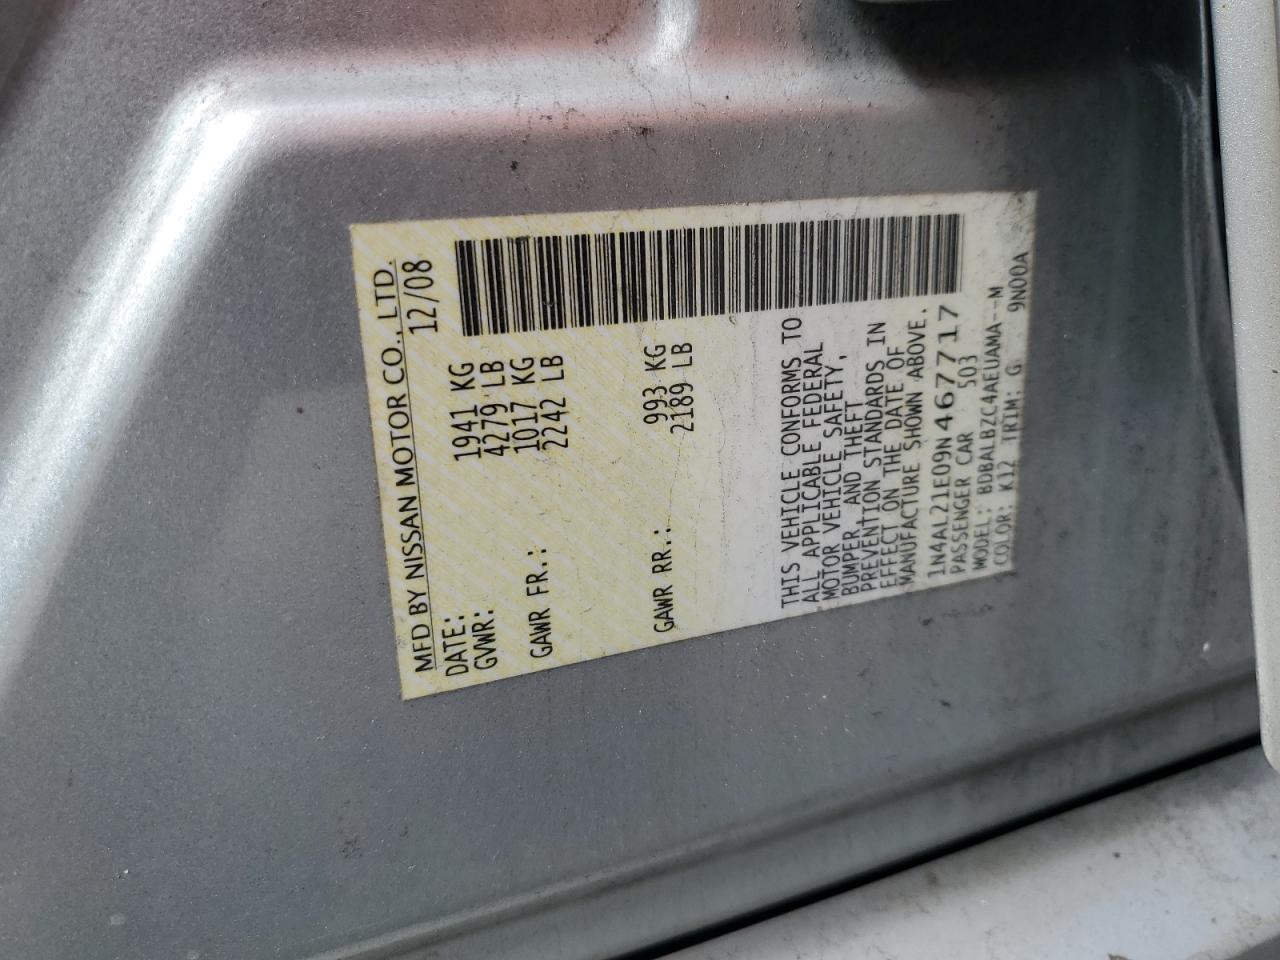 MFD BY NISSAN MOTOR CO., LTD.
DATE: 12/08
GVWR: 1941 KG
4279 LB
GAWR FR.: 1017 KG
2242 LB
GAWR RR.: 993 KG
2189 LB
THIS VEHICLE CONFORMS TO
ALL APPLICABLE FEDERAL
MOTOR VEHICLE SAFETY,
BUMPER AND THEFT
PREVENTION STANDARDS IN
EFFECT ON THE DATE OF
MANUFACTURE SHOWN ABOVE.
1N4AL21E09N467717
PASSENGER CAR 503
MODEL: BDBALBZC4AEUAMA--M
COLOR: K12 TRIM: G 9N00A